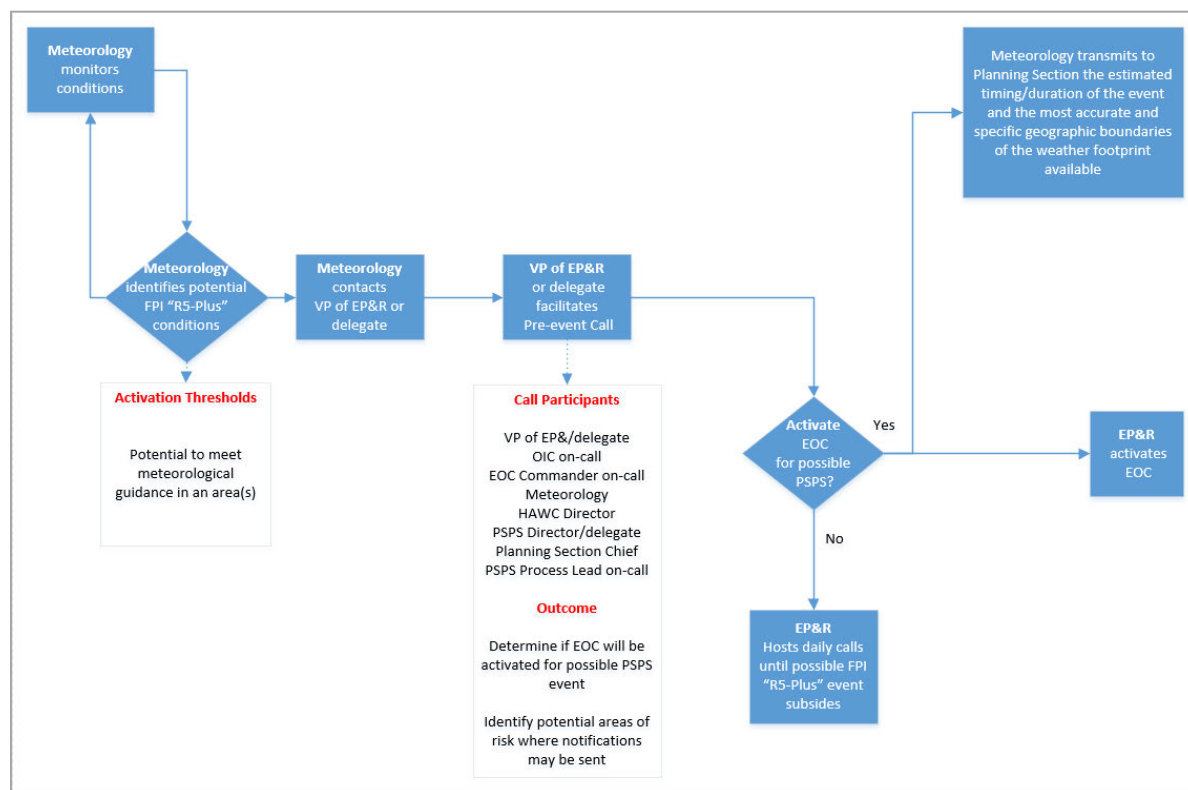 Meteorology
monitors
conditions
Meteorology transmits to
Planning Section the estimated
timing/duration of the event
and the most accurate and
specific geographic boundaries
of the weather footprint
available
Meteorology
identifies potential
FPI “R5-Plus”
conditions
Meteorology
contacts
VP of EP&R or
delegate
VP of EP&R
or delegate
facilitates
Pre-event Call
Activation Thresholds
Potential to meet
meteorological
guidance in an area(s)
Call Participants
VP of EP&/delegate
OIC on-call
EOC Commander on-call
Meteorology
HAWC Director
PSPS Director/delegate
Planning Section Chief
PSPS Process Lead on-call
Outcome
Determine if EOC will be
activated for possible PSPS
event
Identify potential areas of
risk where notifications
may be sent
Activate
EOC
for possible
PSPS?
Yes
EP&R
activates
EOC
No
EP&R
Hosts daily calls
until possible FPI
“R5-Plus” event
subsides